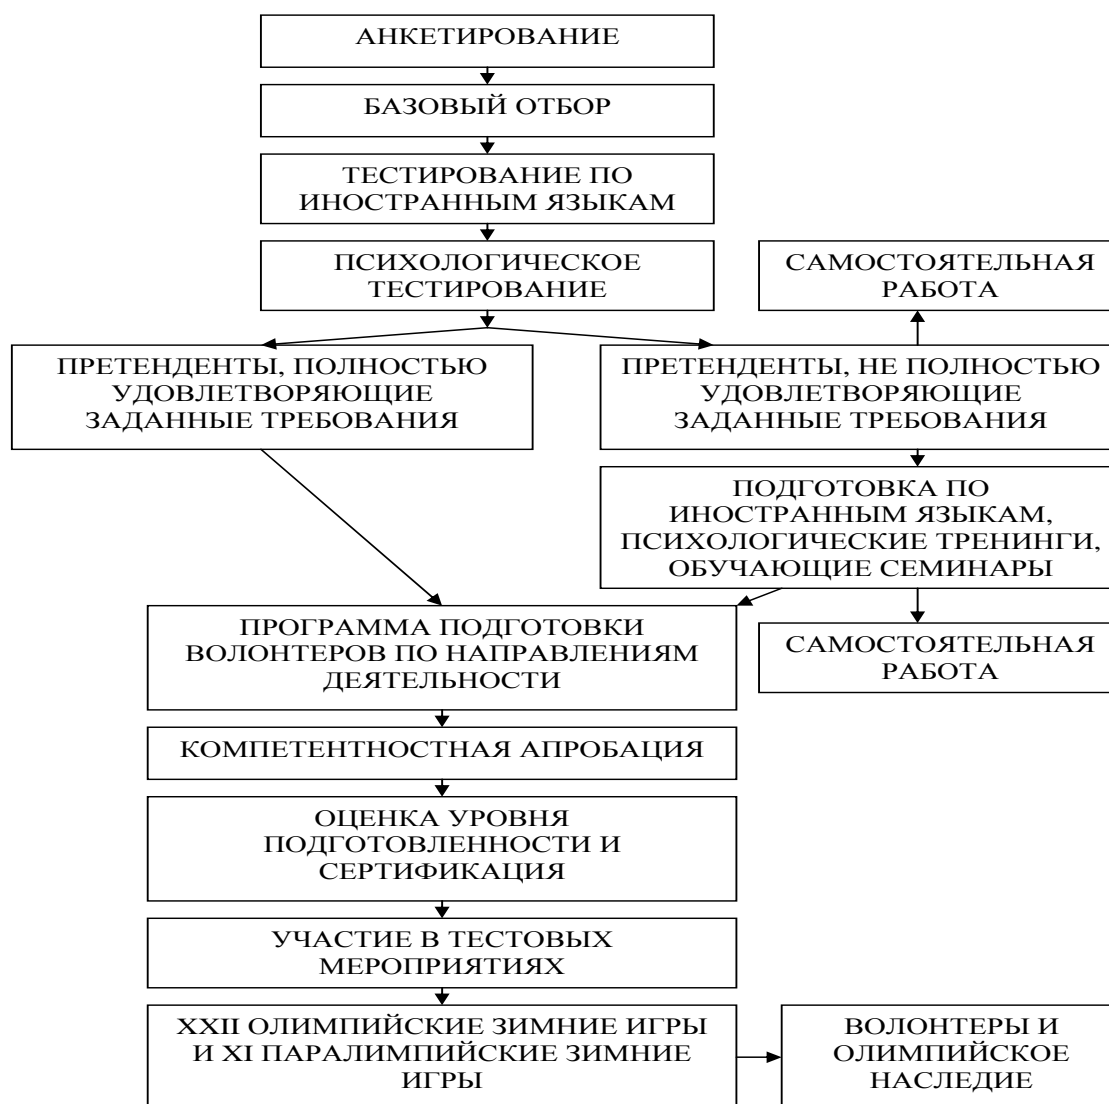 АНКЕТИРОВАНИЕ
БАЗОВЫЙ ОТБОР
ТЕСТИРОВАНИЕ ПО
ИНОСТРАННЫМ ЯЗЫКАМ
ПСИХОЛОГИЧЕСКОЕ
ТЕСТИРОВАНИЕ
САМОСТОЯТЕЛЬНАЯ
РАБОТА
ПРЕТЕНДЕНТЫ, ПОЛНОСТЬЮ
УДОВЛЕТВОРЯЮЩИЕ
ЗАДАННЫЕ ТРЕБОВАНИЯ
ПРЕТЕНДЕНТЫ, НЕ ПОЛНОСТЬЮ
УДОВЛЕТВОРЯЮЩИЕ
ЗАДАННЫЕ ТРЕБОВАНИЯ
ПОДГОТОВКА ПО
ИНОСТРАННЫМ ЯЗЫКАМ,
ПСИХОЛОГИЧЕСКИЕ ТРЕНИНГИ,
ОБУЧАЮЩИЕ СЕМИНАРЫ
ПРОГРАММА ПОДГОТОВКИ
ВОЛОНТЕРОВ ПО НАПРАВЛЕНИЯМ
ДЕЯТЕЛЬНОСТИ
САМОСТОЯТЕЛЬНАЯ
РАБОТА
КОМПЕТЕНТНОСТНАЯ АПРОБАЦИЯ
ОЦЕНКА УРОВНЯ
ПОДГОТОВЛЕННОСТИ И
СЕРТИФИКАЦИЯ
УЧАСТИЕ В ТЕСТОВЫХ
МЕРОПРИЯТИЯХ
XXII ОЛИМПИЙСКИЕ ЗИМНИЕ ИГРЫ
И XI ПАРАЛИМПИЙСКИЕ ЗИМНИЕ
ИГРЫ
ВОЛОНТЕРЫ И
ОЛИМПИЙСКОЕ
НАСЛЕДИЕ